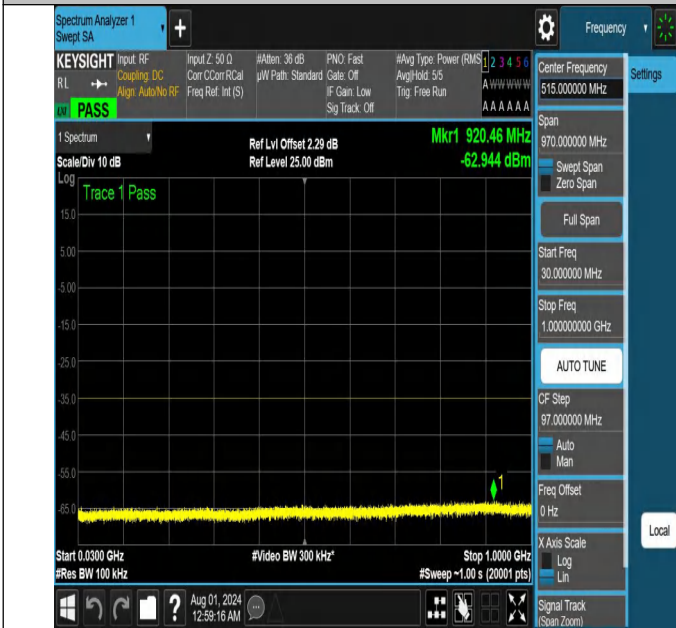 Spectrum Analyzer 1
Swept SA
+
Frequency
KEYSIGHT
RL
Input: RF
Coupling: DC
Align: Auto/No RF
Input Z: 50 Ω
Corr CCorr RCal
Freq Ref: Int (S)
#Atten: 36 dB
µW Path: Standard
PNO: Fast
Gate: Off
IF Gain: Low
Sig Track: Off
#Avg Type: Power (RMS
Avg|Hold: 5/5
Trig: Free Run
1 2 3 4 5 6
A W W W W W
A A A A A A
PASS
1 Spectrum
Scale/Div 10 dB
Ref Lvl Offset 2.29 dB
Ref Level 25.00 dBm
Mkr1 920.46 MHz
-62.944 dBm
Log
Trace 1 Pass
15.0
5.00
-5.00
-15.0
-25.0
-35.0
-45.0
-55.0
-65.0
1
Start 0.0300 GHz
#Res BW 100 kHz
#Video BW 300 kHz*
Stop 1.0000 GHz
#Sweep ~1.00 s (20001 pts)
?
Aug 01, 2024
12:59:16 AM
Center Frequency
515.000000 MHz
Settings
Span
970.000000 MHz
Swept Span
Zero Span
Full Span
Start Freq
30.000000 MHz
Stop Freq
1.000000000 GHz
AUTO TUNE
CF Step
97.000000 MHz
Auto
Man
Freq Offset
0 Hz
X Axis Scale
Log
Lin
Local
Signal Track
(Span Zoom)